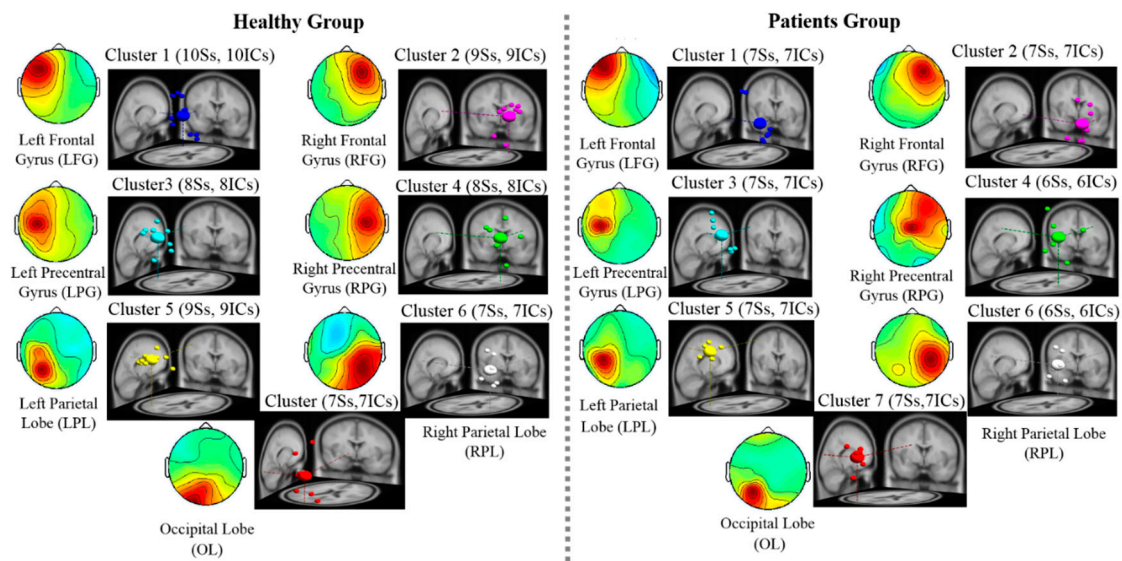 Healthy Group
Cluster 1 (10Ss, 10ICs)
Left Frontal
Gyrus (LFG)
Cluster 2 (9Ss, 9ICs)
Right Frontal
Gyrus (RFG)
Cluster3 (8Ss, 8ICs)
Left Precentral
Gyrus (LPG)
Cluster 4 (8Ss, 8ICs)
Right Precentral
Gyrus (RPG)
Cluster 5 (9Ss, 9ICs)
Left Parietal
Lobe (LPL)
Cluster 6 (7Ss, 7ICs)
Right Parietal Lobe
(RPL)
Cluster (7Ss,7ICs)
Occipital Lobe
(OL)
Patients Group
Cluster 1 (7Ss, 7ICs)
Left Frontal
Gyrus (LFG)
Cluster 2 (7Ss, 7ICs)
Right Frontal
Gyrus (RFG)
Cluster 3 (7Ss, 7ICs)
Left Precentral
Gyrus (LPG)
Cluster 4 (6Ss, 6ICs)
Right Precentral
Gyrus (RPG)
Cluster 5 (7Ss, 7ICs)
Left Parietal
Lobe (LPL)
Cluster 6 (6Ss, 6ICs)
Right Parietal Lobe
(RPL)
Cluster 7 (7Ss,7ICs)
Occipital Lobe
(OL)